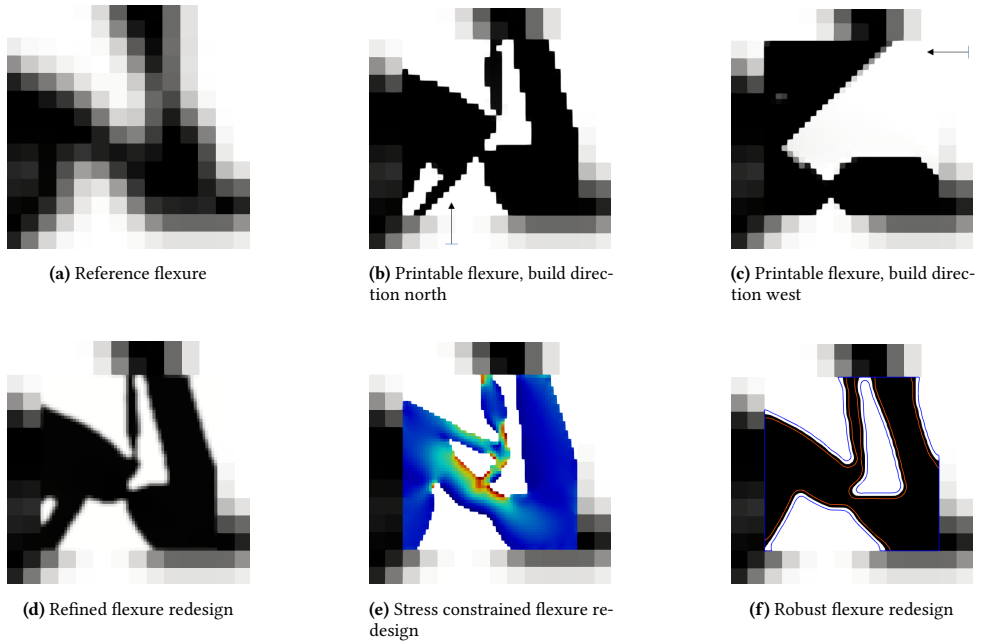 (a) Reference flexure
(b) Printable flexure, build direc-
tion north
(c) Printable flexure, build direc-
tion west
(d) Refined flexure redesign
(e) Stress constrained flexure re-
design
(f) Robust flexure redesign